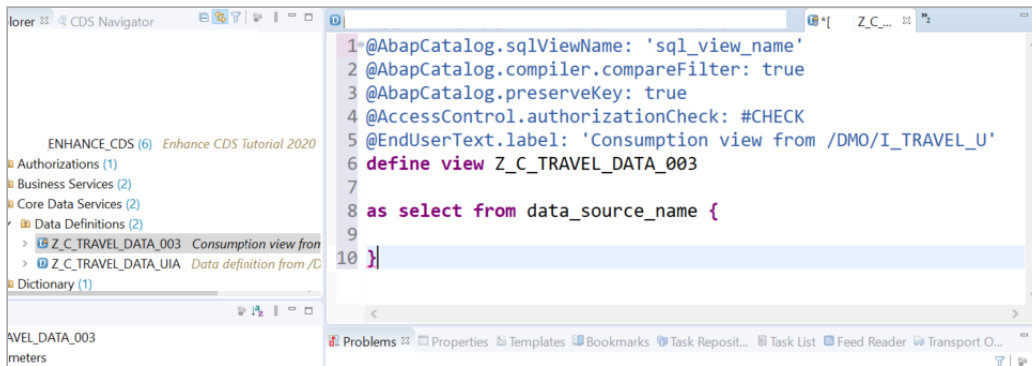 lorer CDS Navigator
Z_C_...
1 @AbapCatalog.sqlViewName: 'sql_view_name'
2 @AbapCatalog.compiler.compareFilter: true
3 @AbapCatalog.preserveKey: true
4 @AccessControl.authorizationCheck: #CHECK
5 @EndUserText.label: 'Consumption view from /DMO/I_TRAVEL_U'
6 define view Z_C_TRAVEL_DATA_003
7
8 as select from data_source_name {
9
10 }
ENHANCE_CDS (6) Enhance CDS Tutorial 2020
Authorizations (1)
Business Services (2)
Core Data Services (2)
Data Definitions (2)
Z_C_TRAVEL_DATA_003 Consumption view fron
Z_C_TRAVEL_DATA_UIA Data definition from /D
Dictionary (1)
AVEL_DATA_003
meters
Problems Properties Templates Bookmarks Task Reposit... Task List Feed Reader Transport O...